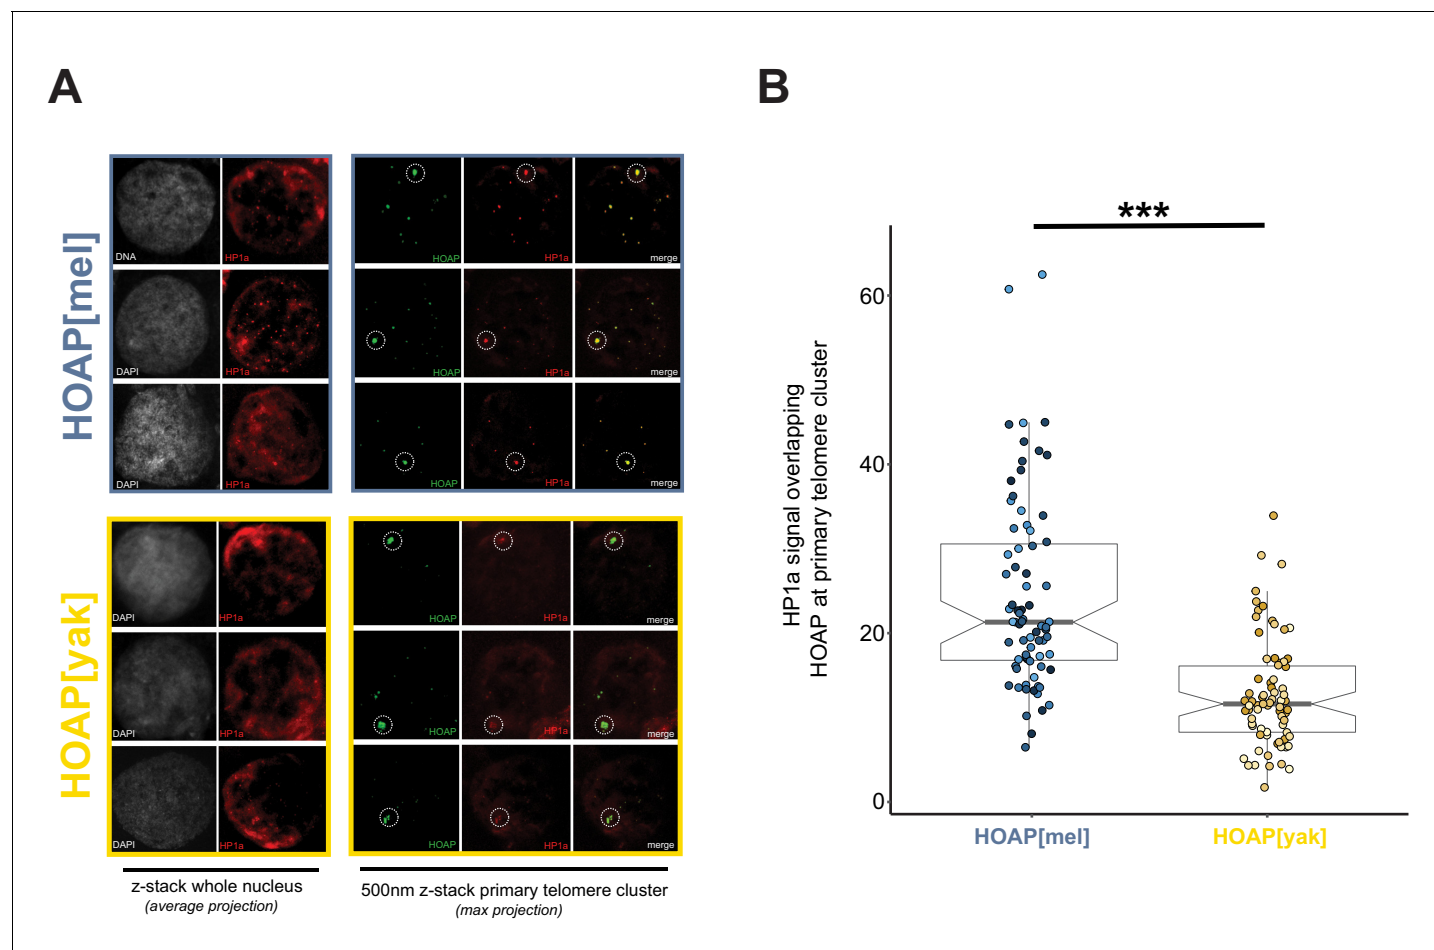 A
B
HOAP[mel]
DNA
HP1a
HOAP
HP1a
merge
DAPI
HP1a
HOAP
HP1a
merge
DAPI
HP1a
HOAP
HP1a
merge
HOAP[yak]
DAPI
HP1a
HOAP
HP1a
merge
DAPI
HP1a
HOAP
HP1a
merge
DAPI
HP1a
HOAP
HP1a
merge
z-stack whole nucleus
(average projection)
500nm z-stack primary telomere cluster
(max projection)
***
HP1a signal overlapping
HOAP at primary telomere cluster
60
40
20
0
HOAP[mel]
HOAP[yak]